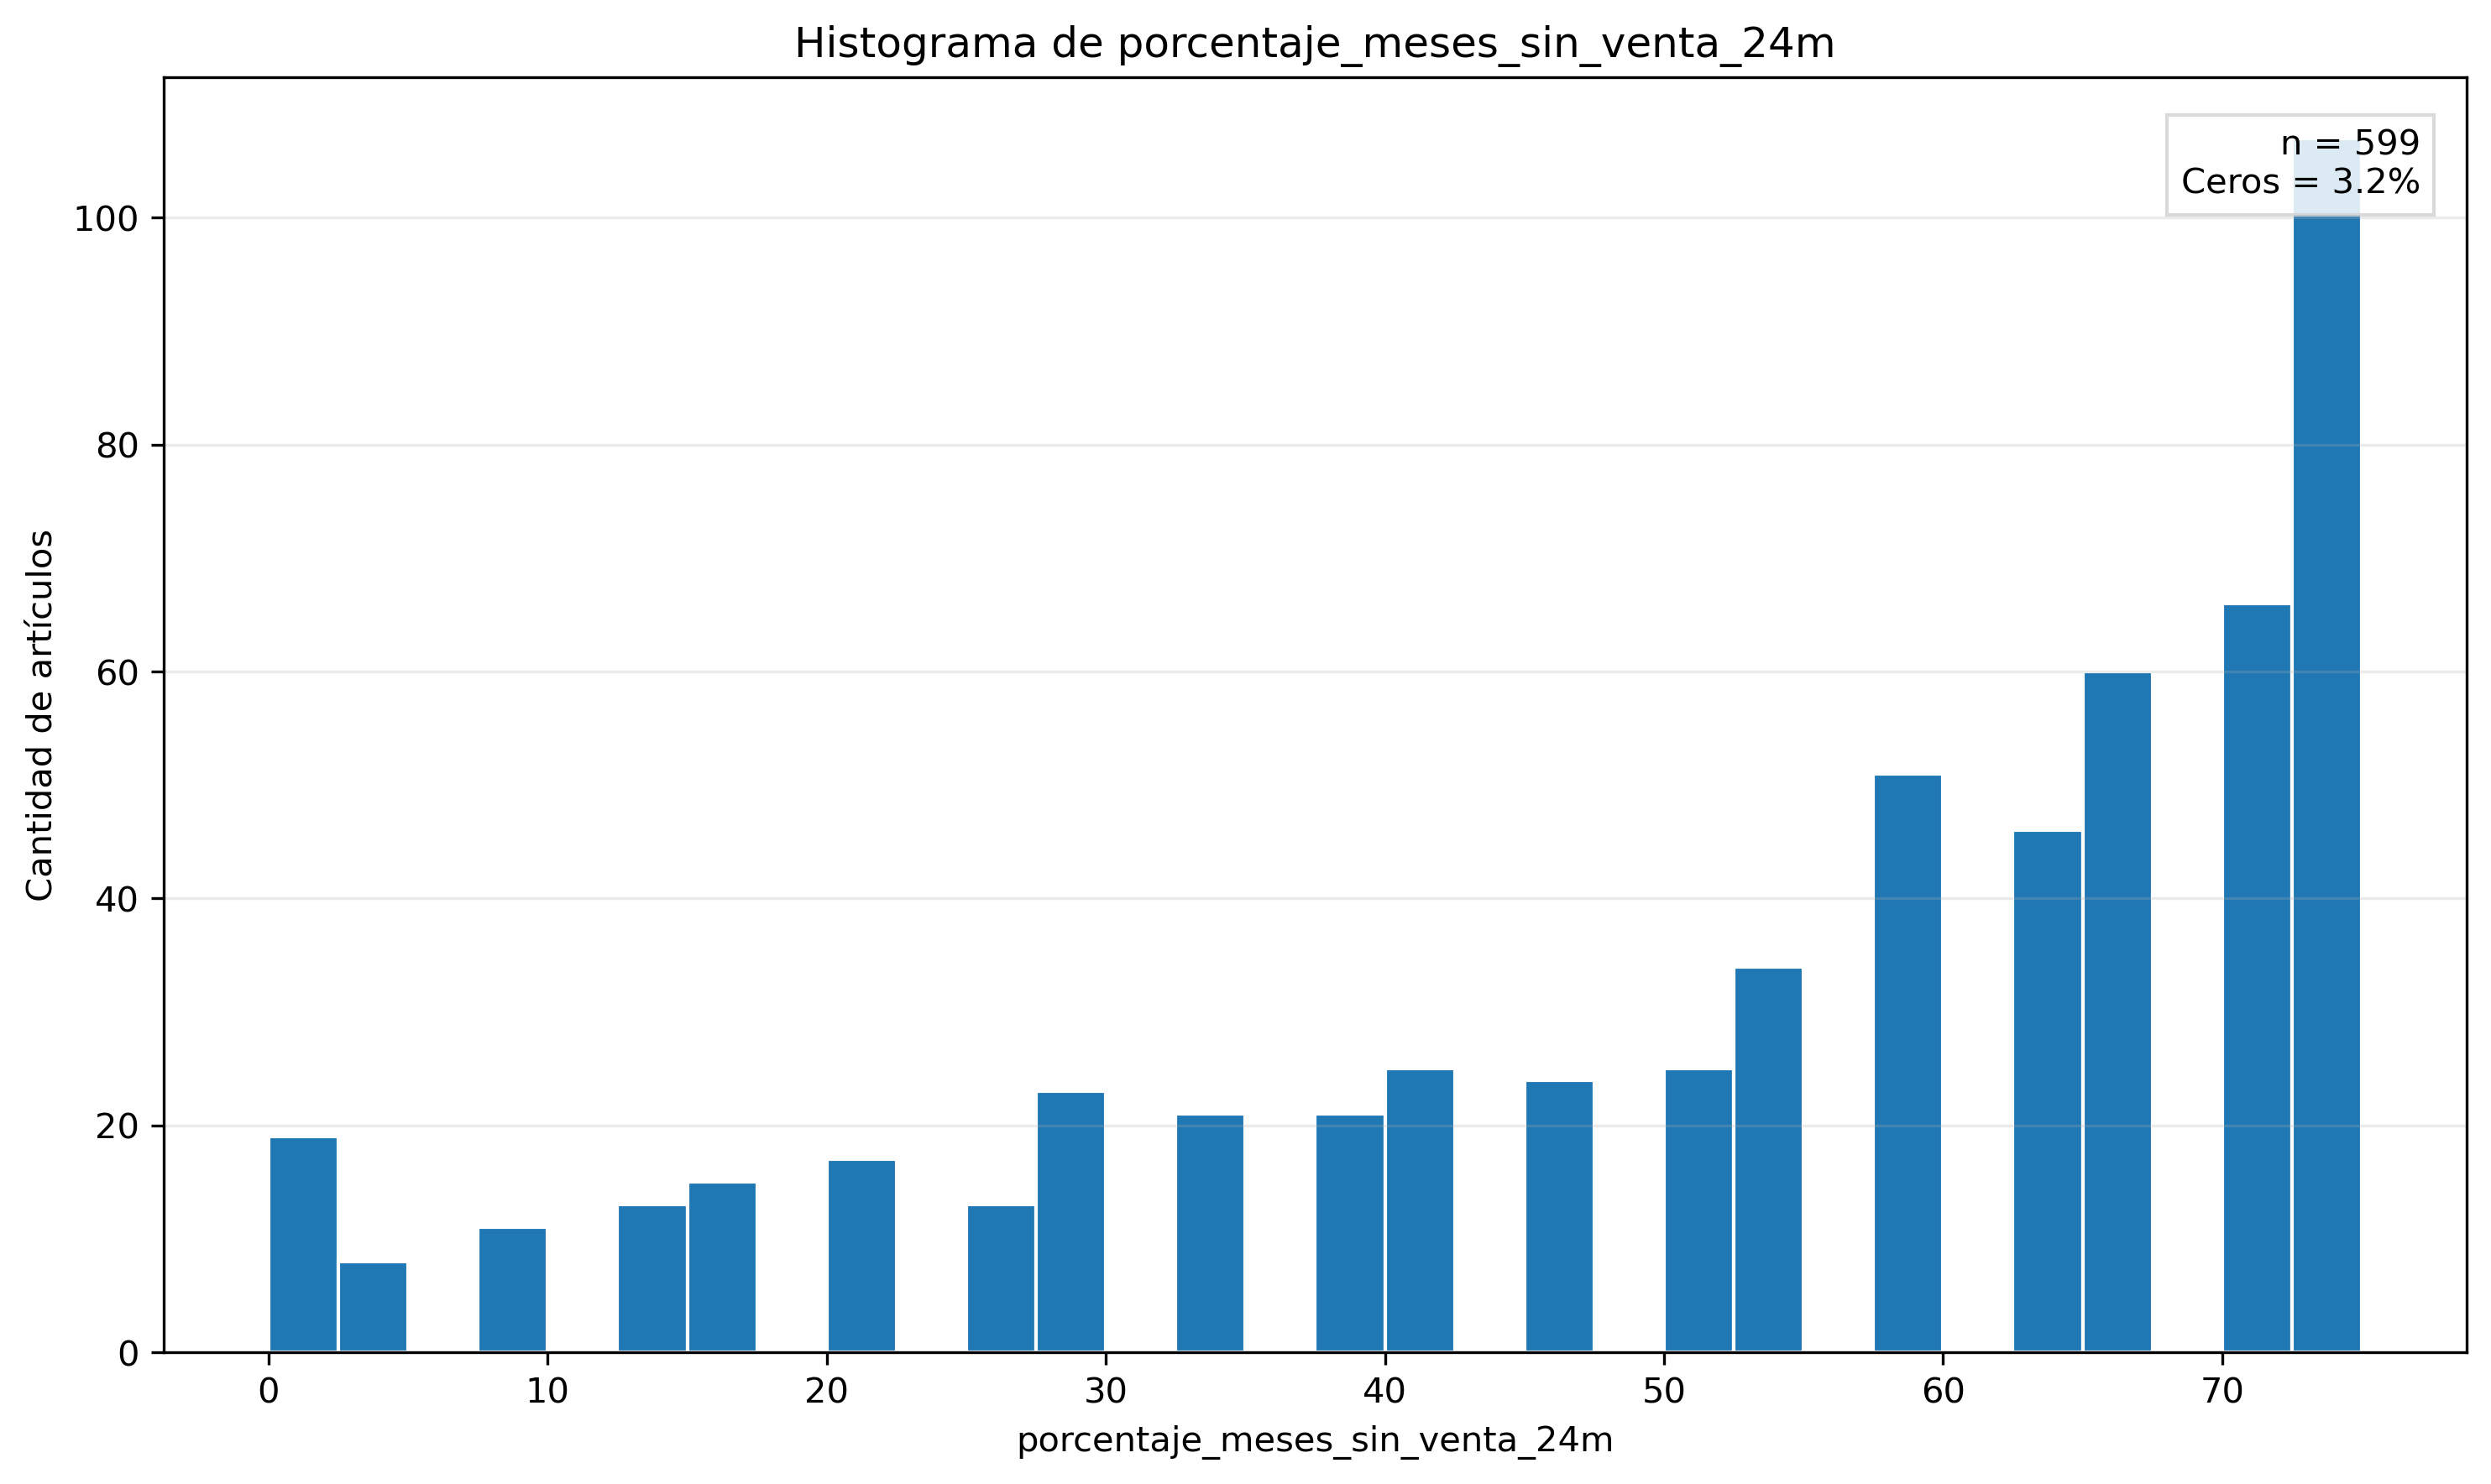 Histograma de porcentaje_meses_sin_venta_24m
n = 599
Ceros = 3.2%
100
80
60
40
20
0
Cantidad de artículos
0 10 20 30 40 50 60 70
porcentaje_meses_sin_venta_24m